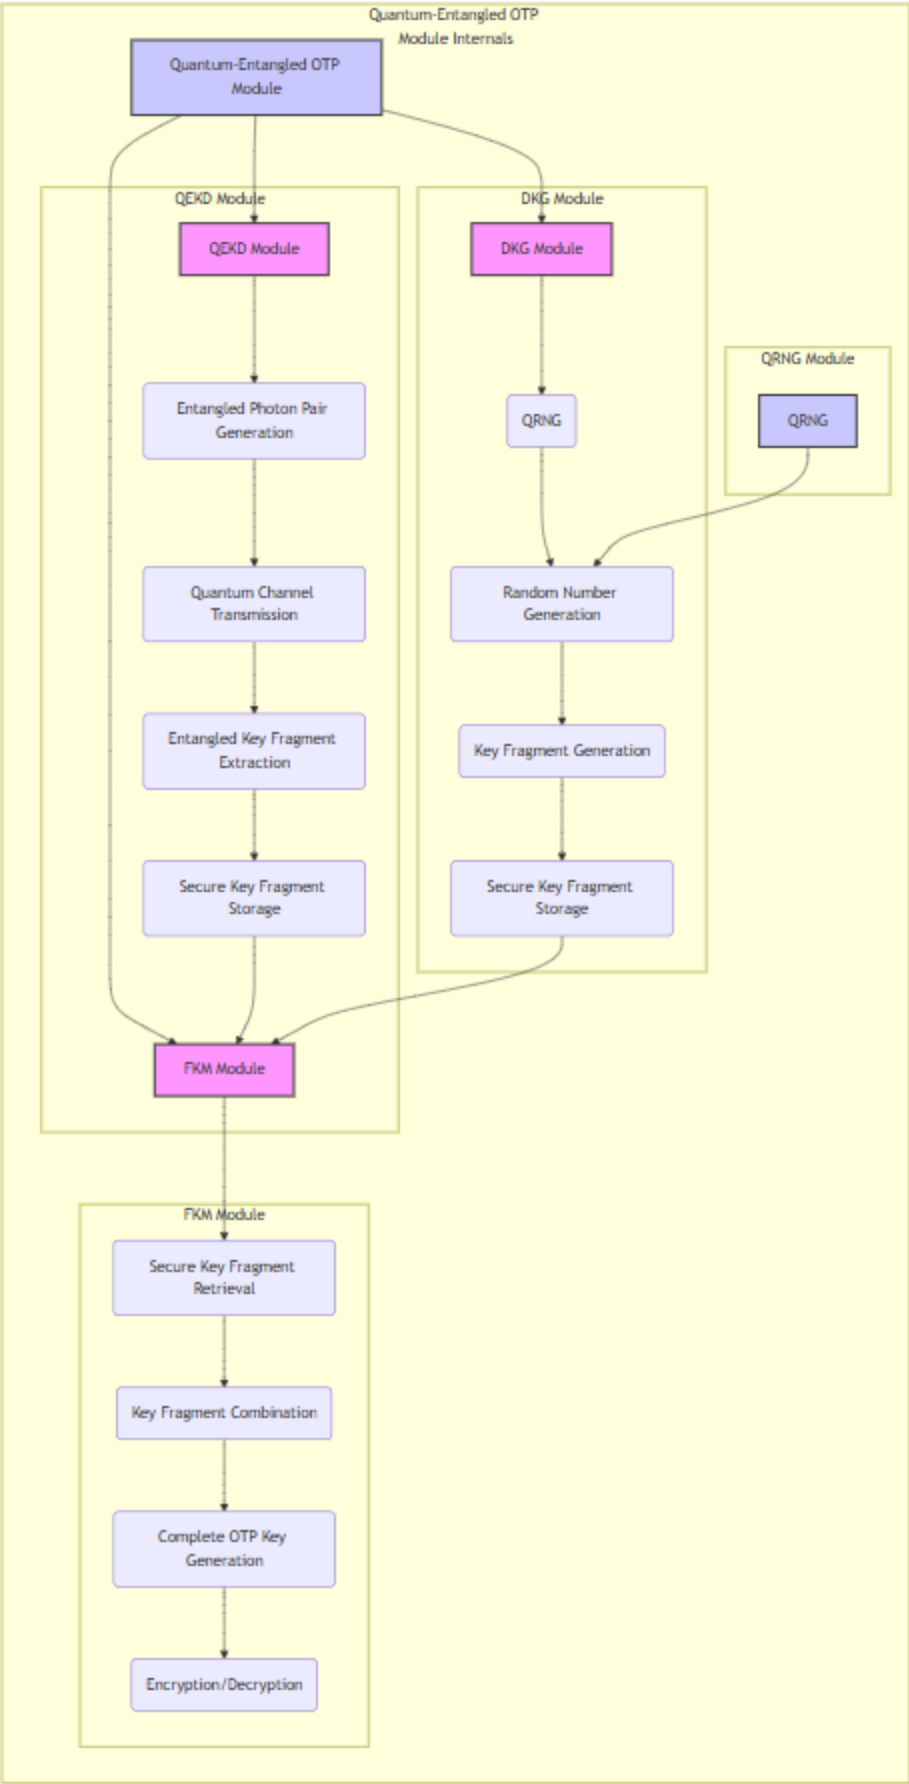 Quantum-Entangled OTP
Module Internals
Quantum-Entangled OTP
Module
QEKD Module
QEKD Module
Entangled Photon Pair
Generation
Quantum Channel
Transmission
Entangled Key Fragment
Extraction
Secure Key Fragment
Storage
FKM Module
DKG Module
DKG Module
QRNG
Random Number
Generation
Key Fragment Generation
Secure Key Fragment
Storage
QRNG Module
QRNG
FKM Module
Secure Key Fragment
Retrieval
Key Fragment Combination
Complete OTP Key
Generation
Encryption/Decryption